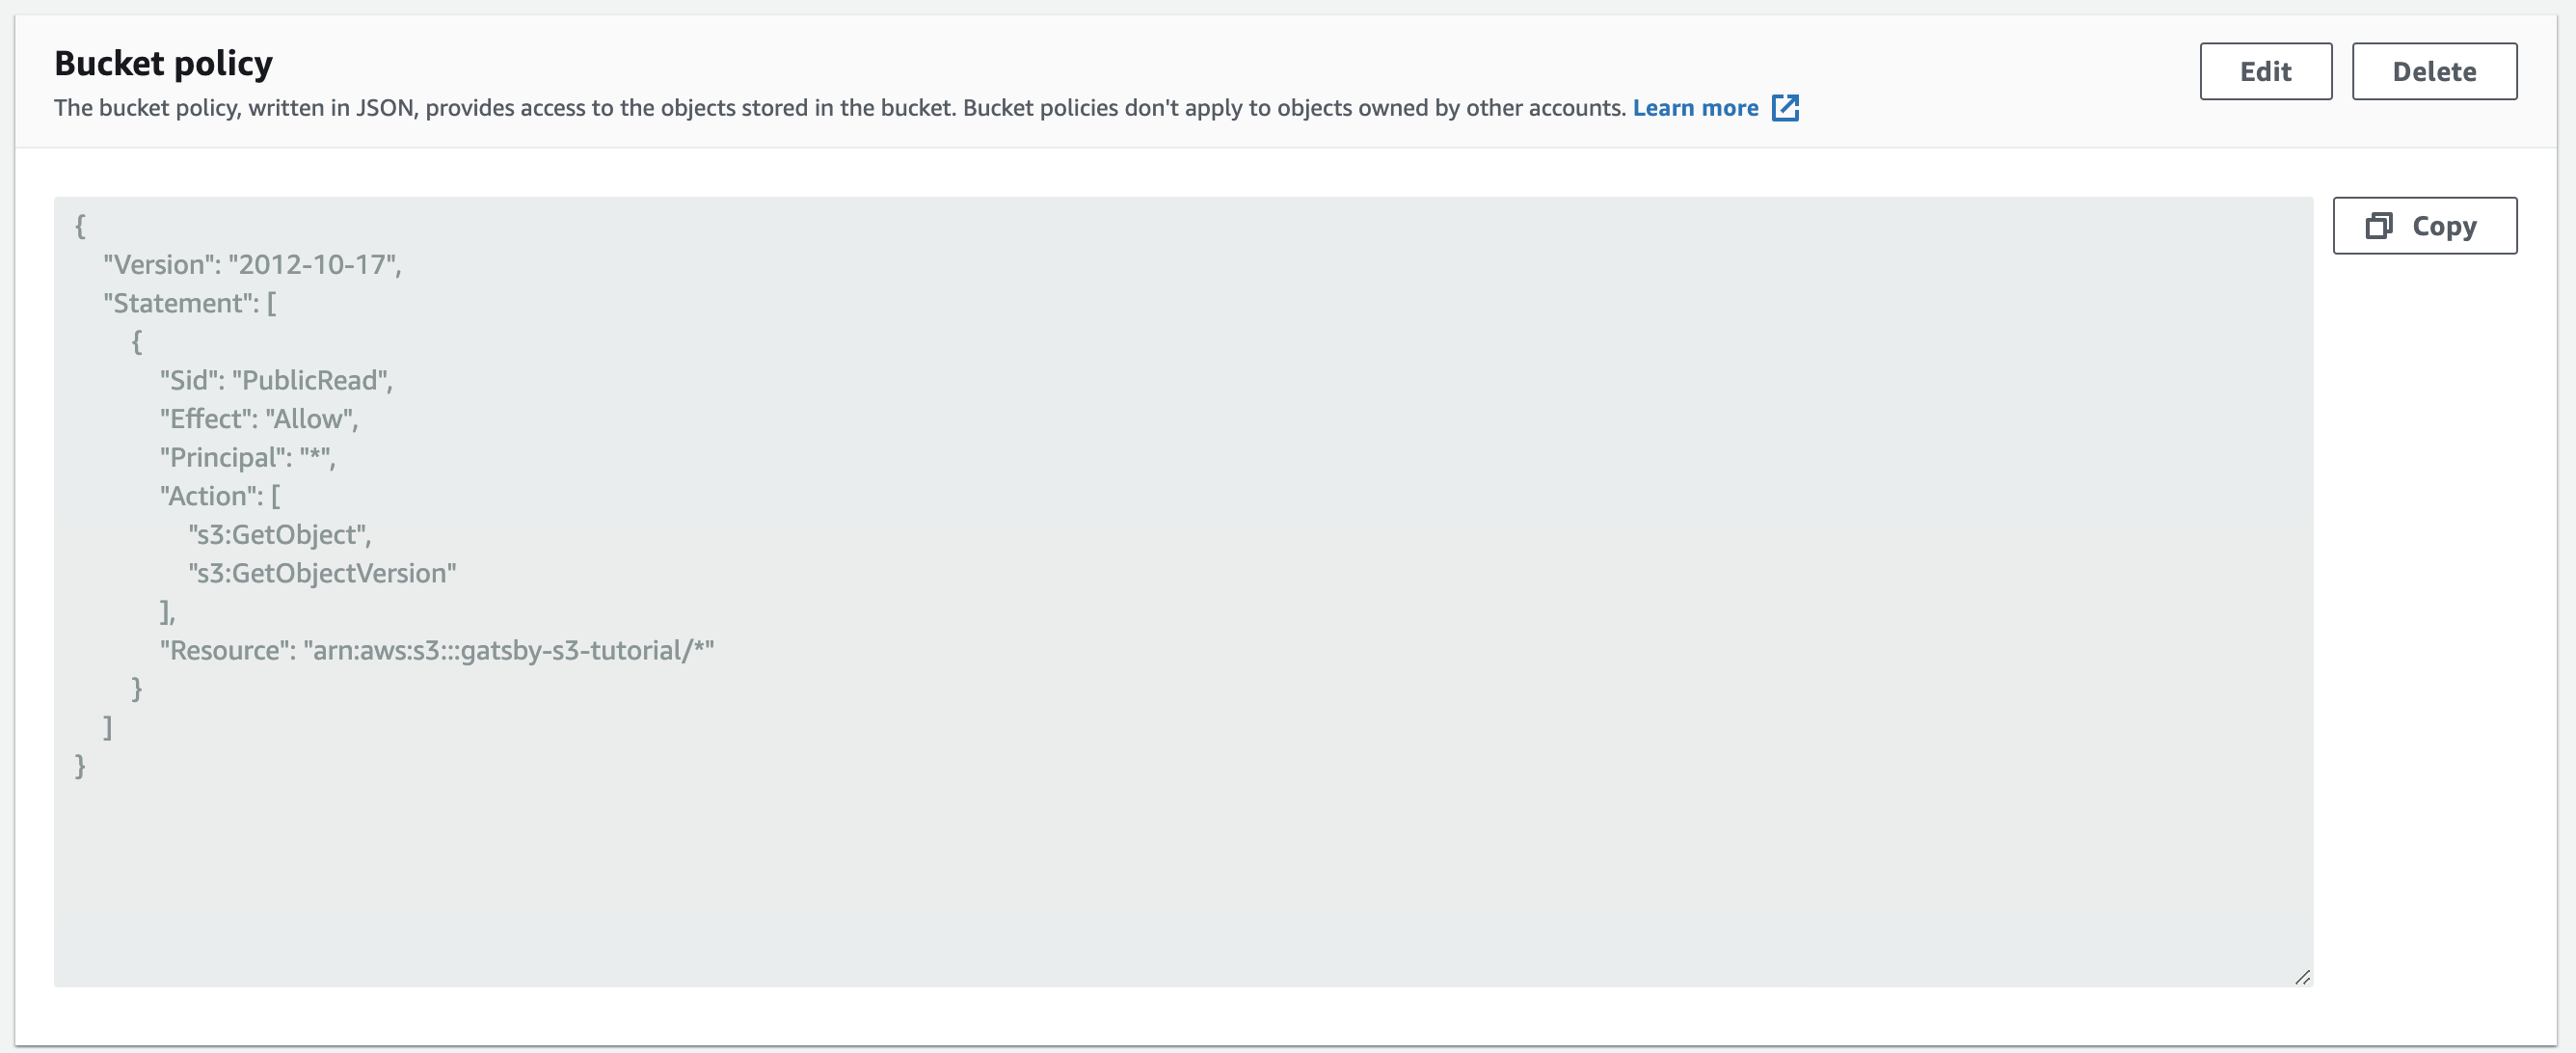 Bucket policy
The bucket policy, written in JSON, provides access to the objects stored in the bucket. Bucket policies don't apply to objects owned by other accounts. Learn more
Edit
Delete
Copy
{
"Version": "2012-10-17",
"Statement": [
{
"Sid": "PublicRead",
"Effect": "Allow",
"Principal": "*",
"Action": [
"s3:GetObject",
"s3:GetObjectVersion"
],
"Resource": "arn:aws:s3:::gatsby-s3-tutorial/*"
}
]
}